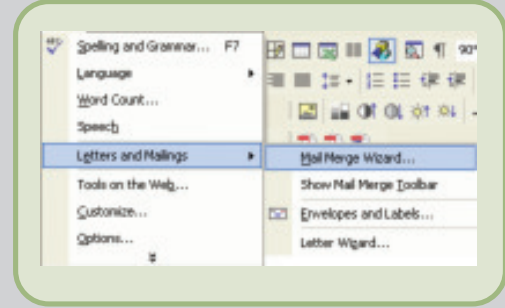 Spelling and Grammar... F7
Language
Word Count...
Speech
Letters and Mailings
Tools on the Web...
Customize...
Options...
90°
Mail Merge Wizard...
Show Mail Merge Toolbar
Envelopes and Labels...
Letter Wizard...